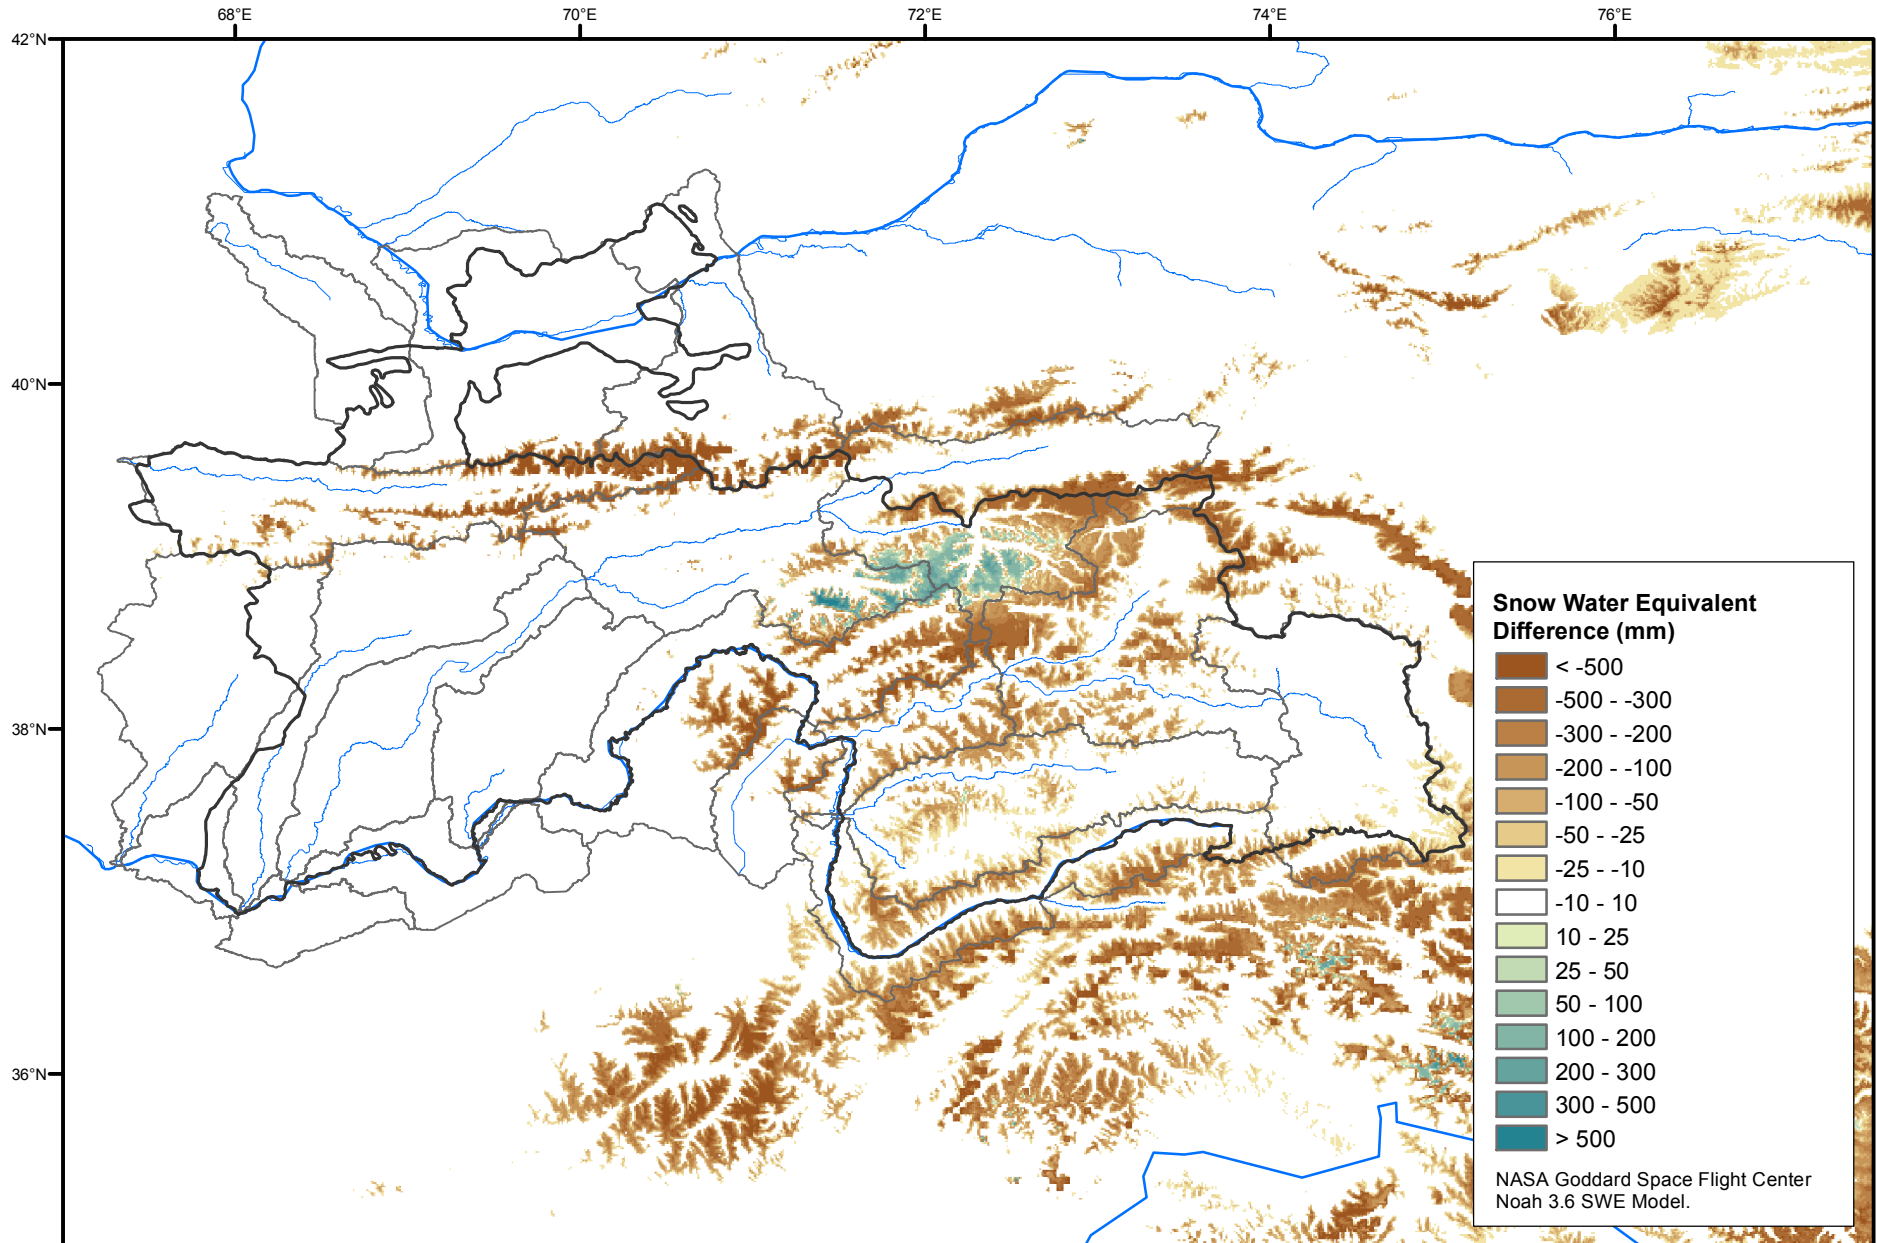 68°E
70°E
72°E
74°E
76°E
42°N
40°N
38°N
36°N
Snow Water Equivalent
Difference (mm)
< -500
-500 - -300
-300 - -200
-200 - -100
-100 - -50
-50 - -25
-25 - -10
-10 - 10
10 - 25
25 - 50
50 - 100
100 - 200
200 - 300
300 - 500
> 500
NASA Goddard Space Flight Center
Noah 3.6 SWE Model.